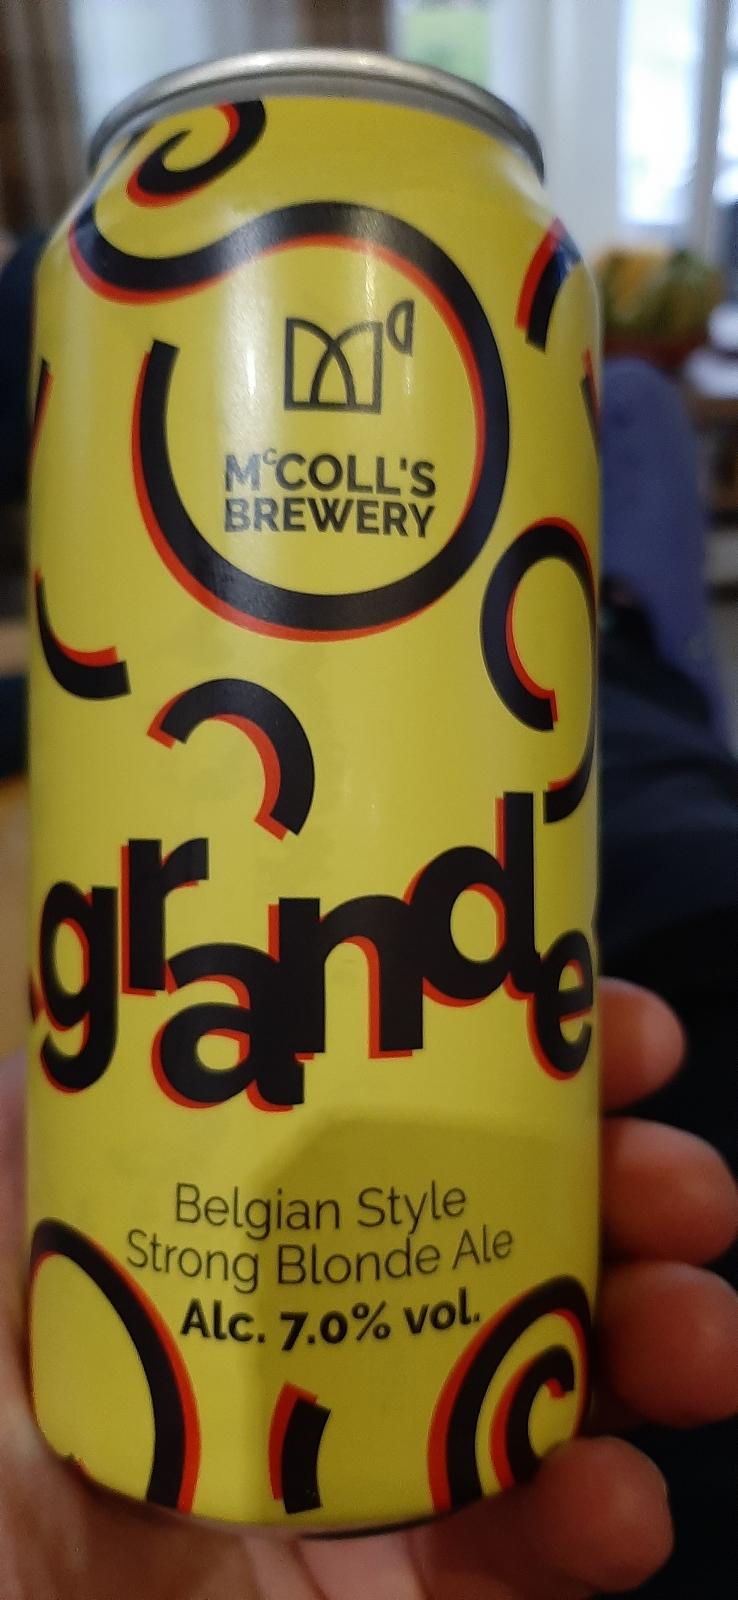 McCOLL'S
BREWERY
grande
Belgian Style
Strong Blonde Ale
Alc. 7.0% vol.